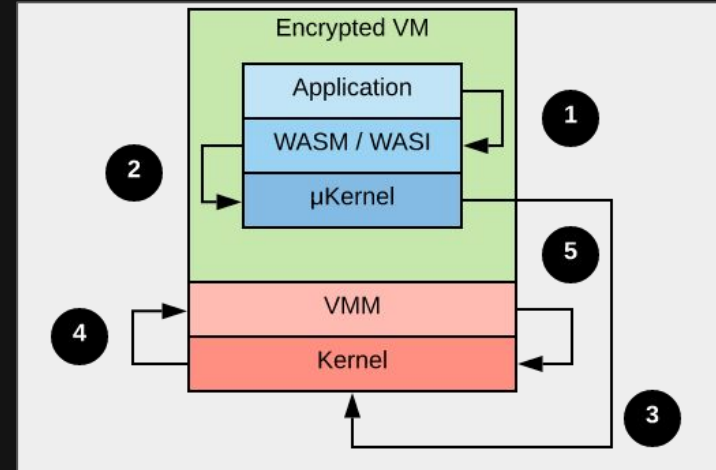 Encrypted VM
Application
1
WASM / WASI
2
μKernel
5
VMM
4
Kernel
3